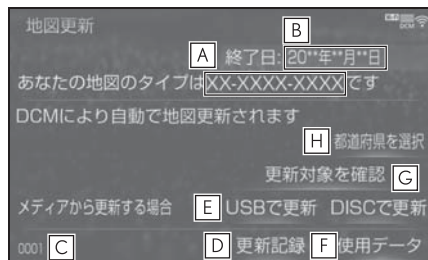 地図更新
DCM
B
A 終了日: 20**年**月**日
あなたの地図のタイプはXX-XXXX-XXXXです
DCMにより自動で地図更新されます
H 都道府県を選択
更新対象を確認 G
メディアから更新する場合 E USBで更新 DISCで更新
0001 C D 更新記録 F 使用データ